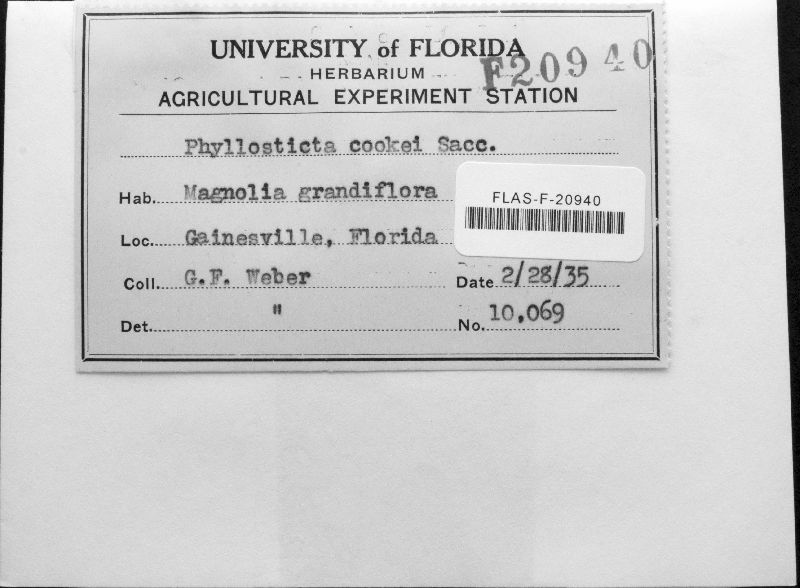 UNIVERSITY of FLORIDA
F20940
HERBARIUM
AGRICULTURAL EXPERIMENT STATION
Phyllosticta cookei Sacc.
Hab. Magnolia grandiflora
FLAS-F-20940
Loc. Gainesville, Florida
Coll. G.F. Weber Date 2/28/35
Det. " No. 10,069